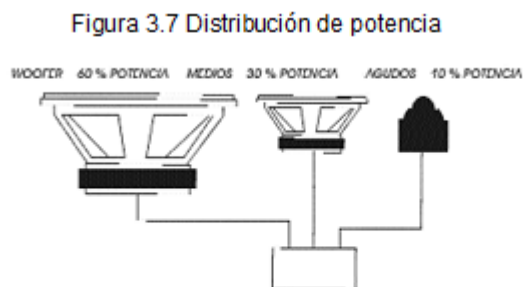 Figura 3.7 Distribución de potencia
WOOFER 60 % POTENCIA MEDIOS 30 % POTENCIA AGUDOS 10 % POTENCIA